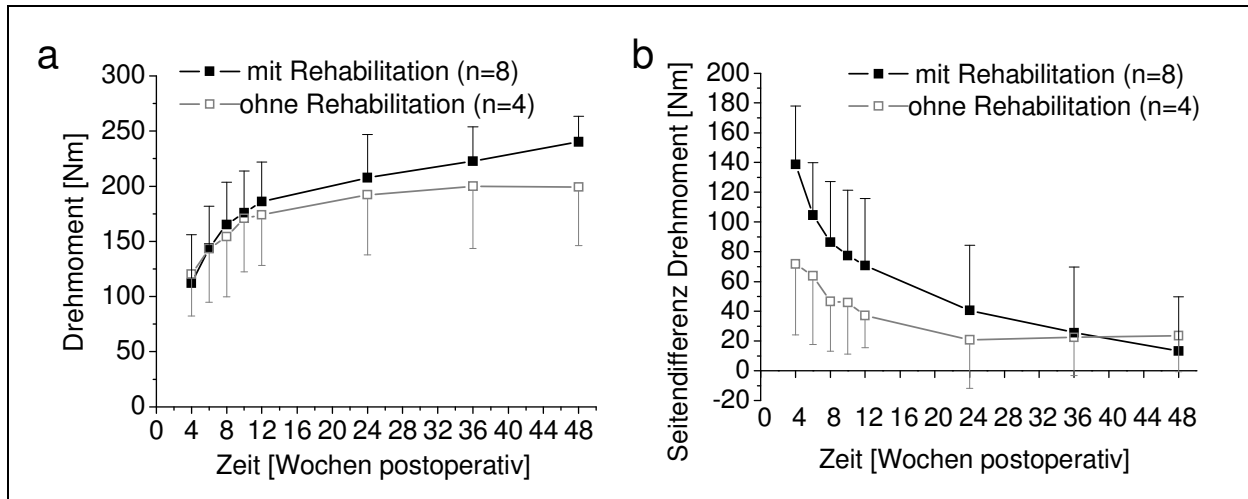 a
mit Rehabilitation (n=8)
ohne Rehabilitation (n=4)
Drehmoment [Nm]
300
250
200
150
100
50
0
0 4 8 12 16 20 24 28 32 36 40 44 48
Zeit [Wochen postoperativ]
b
mit Rehabilitation (n=8)
ohne Rehabilitation (n=4)
Seitendifferenz Drehmoment [Nm]
200
180
160
140
120
100
80
60
40
20
0
-20
0 4 8 12 16 20 24 28 32 36 40 44 48
Zeit [Wochen postoperativ]